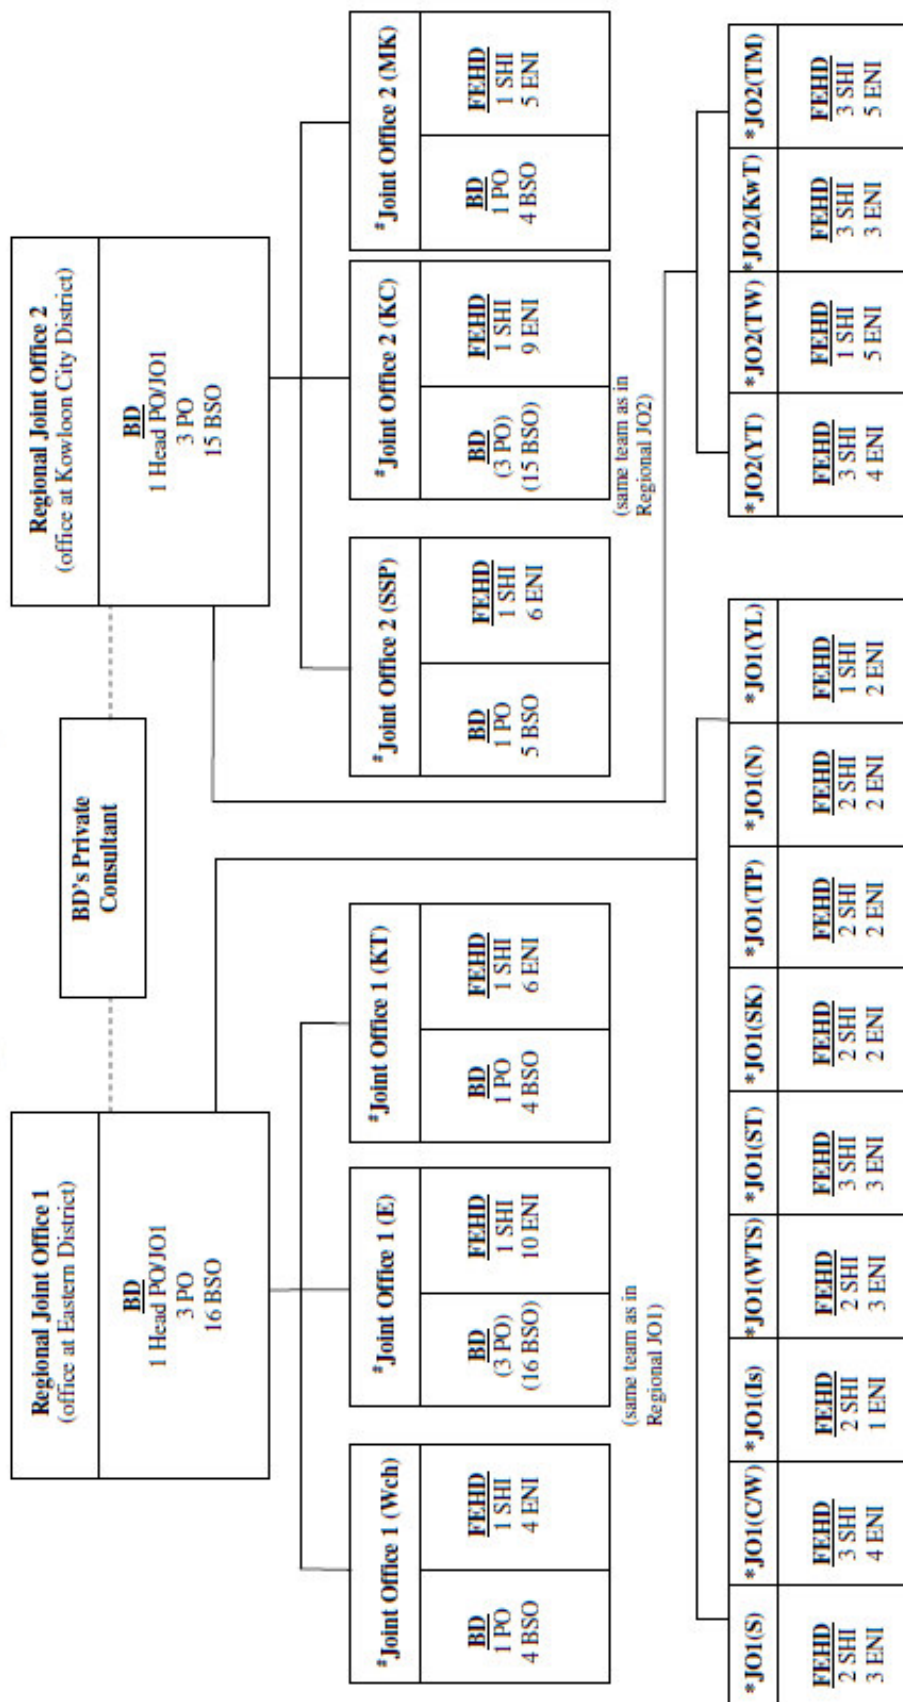 Regional Joint Office 1
(office at Eastern District)
BD
1 Head PO/JO1
3 PO
16 BSO
BD's Private
Consultant
Regional Joint Office 2
(office at Kowloon City District)
BD
1 Head PO/JO1
3 PO
15 BSO
#Joint Office 1 (Wch)
BD
1 PO
4 BSO
FEHD
1 SHI
4 ENI
#Joint Office 1 (E)
BD
(3 PO)
(16 BSO)
FEHD
1 SHI
10 ENI
(same team as in
Regional JO1)
#Joint Office 1 (KT)
BD
1 PO
4 BSO
FEHD
1 SHI
6 ENI
#Joint Office 2 (SSP)
BD
1 PO
5 BSO
FEHD
1 SHI
6 ENI
#Joint Office 2 (KC)
BD
(3 PO)
(15 BSO)
FEHD
1 SHI
9 ENI
(same team as in
Regional JO2)
#Joint Office 2 (MK)
BD
1 PO
4 BSO
FEHD
1 SHI
5 ENI
*JO1(S)
FEHD
2 SHI
3 ENI
*JO1(C/W)
FEHD
3 SHI
4 ENI
*JO1(Is)
FEHD
2 SHI
1 ENI
*JO1(WTS)
FEHD
2 SHI
3 ENI
*JO1(ST)
FEHD
3 SHI
3 ENI
*JO1(SK)
FEHD
2 SHI
2 ENI
*JO1(TP)
FEHD
2 SHI
2 ENI
*JO1(N)
FEHD
2 SHI
2 ENI
*JO1(YL)
FEHD
1 SHI
2 ENI
*JO2(YT)
FEHD
3 SHI
4 ENI
*JO2(TW)
FEHD
1 SHI
5 ENI
*JO2(KwT)
FEHD
3 SHI
3 ENI
*JO2(TM)
FEHD
3 SHI
5 ENI